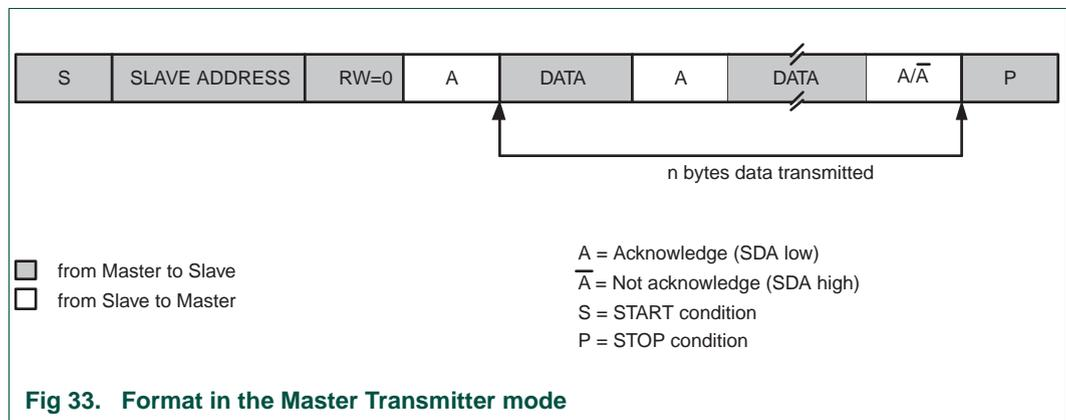 S SLAVE ADDRESS RW=0 A DATA A DATA A/A̅ P
n bytes data transmitted
from Master to Slave
from Slave to Master
A = Acknowledge (SDA low)
A̅ = Not acknowledge (SDA high)
S = START condition
P = STOP condition
Fig 33. Format in the Master Transmitter mode